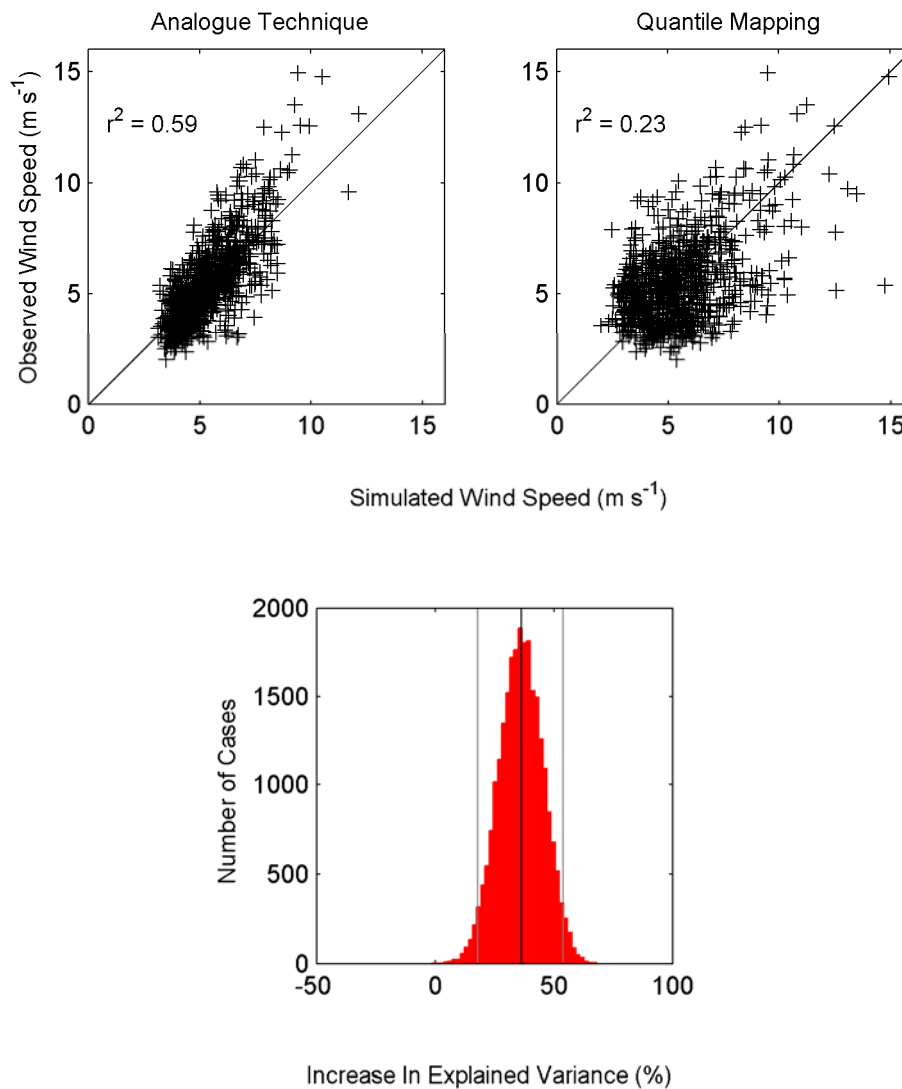 Analogue Technique
Quantile Mapping
Observed Wind Speed (m s⁻¹)
15
10
5
0
r² = 0.59
0 5 10 15
15
10
5
0
r² = 0.23
0 5 10 15
Simulated Wind Speed (m s⁻¹)
Number of Cases
2000
1500
1000
500
0
-50 0 50 100
Increase In Explained Variance (%)